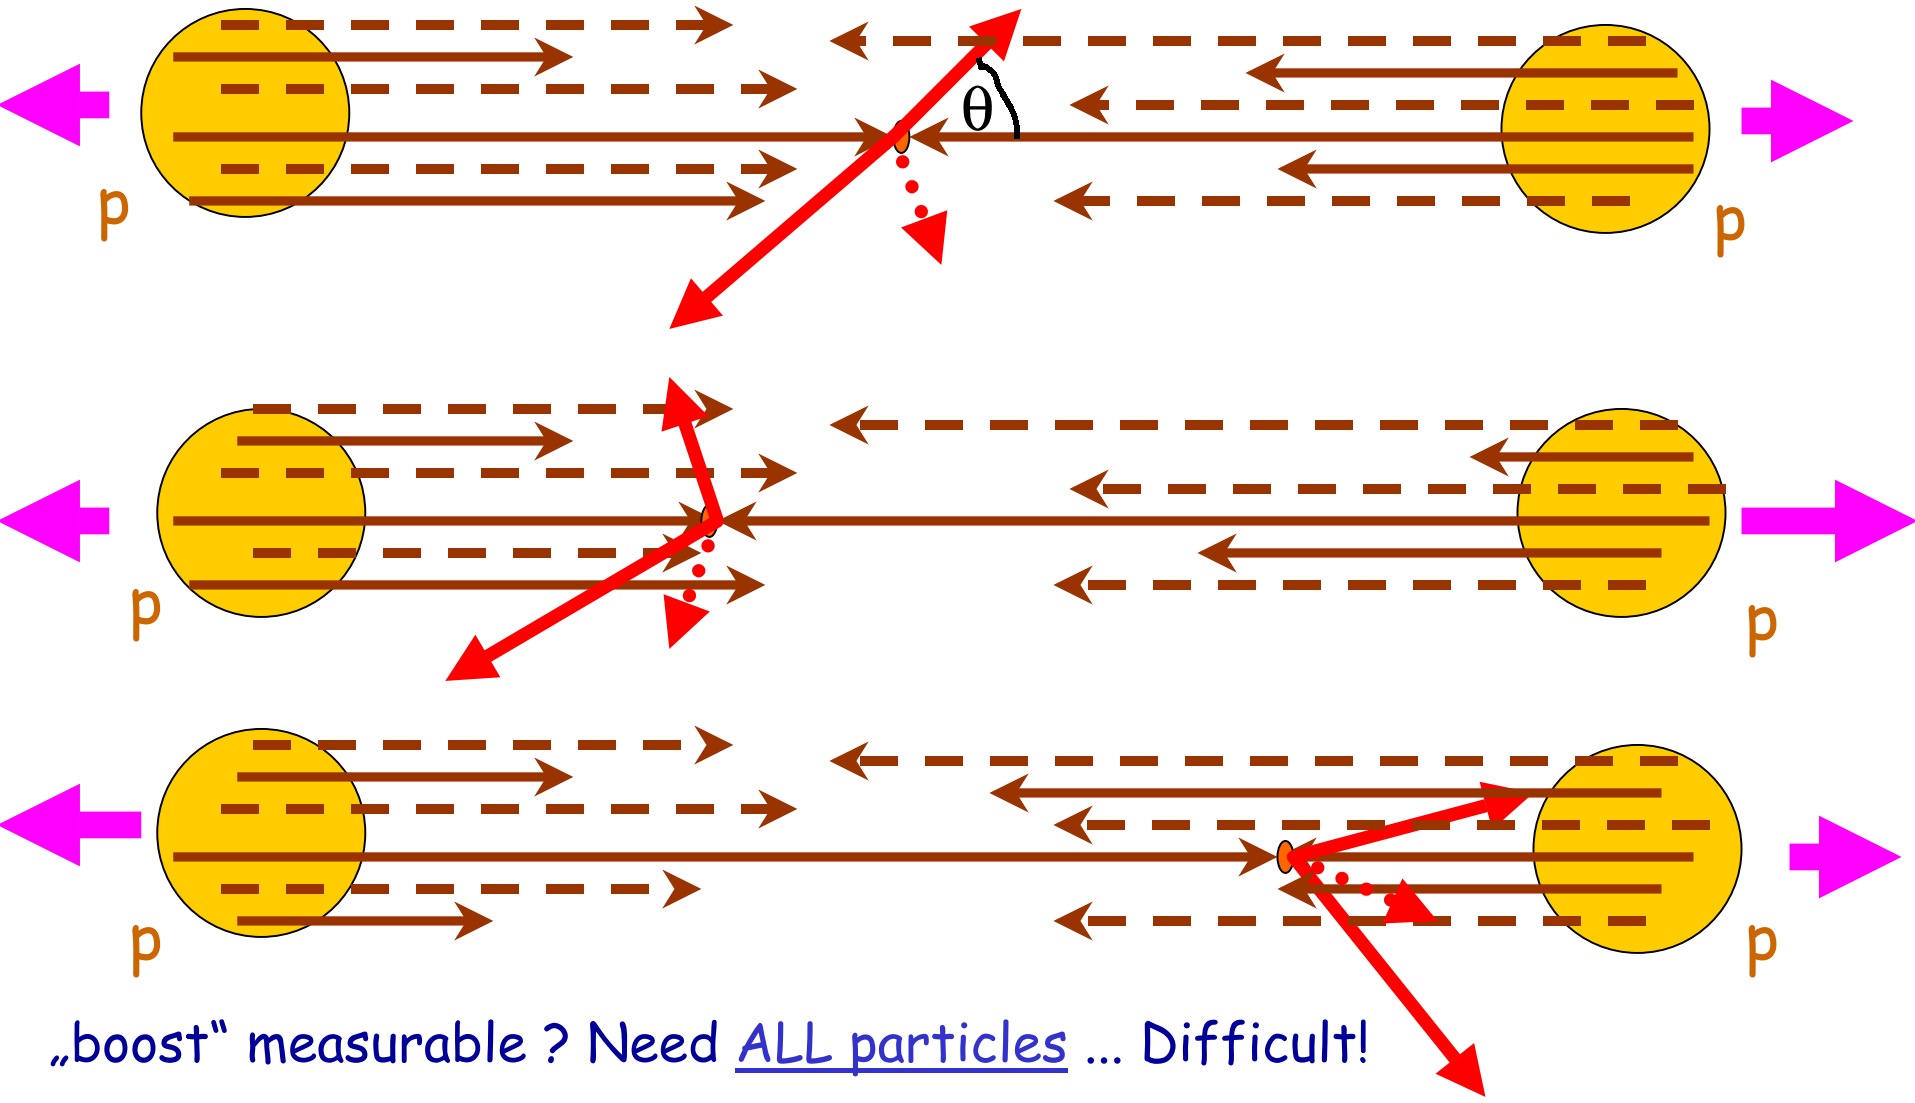 θ
p
p
p
p
p
p
„boost“ measurable ? Need ALL particles ... Difficult!